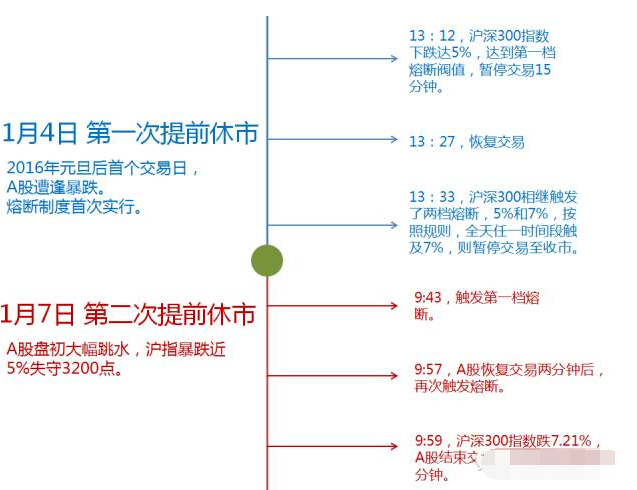 1月4日 第一次提前休市
2016年元旦后首个交易日，
A股遭逢暴跌。
熔断制度首次实行。
13：12，沪深300指数
下跌达5%，达到第一档
熔断阀值，暂停交易15
分钟。
13：27，恢复交易
13：33，沪深300相继触发
了两档熔断，5%和7%，按
照规则，全天任一时间段触
及7%，则暂停交易至收市。
1月7日 第二次提前休市
A股盘初大幅跳水，沪指暴跌近
5%失守3200点。
9:43，触发第一档熔
断。
9:57，A股恢复交易两分钟后，
再次触发熔断。
9:59，沪深300指数跌7.21%，
A股结束交
分钟。